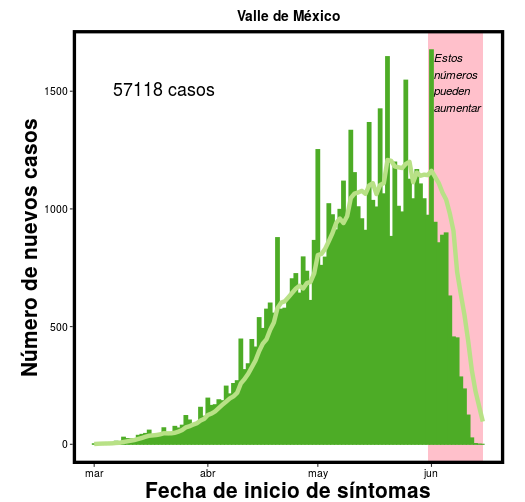 Valle de México
57118 casos
Estos
números
pueden
aumentar
Número de nuevos casos
1500
1000
500
0
mar
abr
may
jun
Fecha de inicio de síntomas